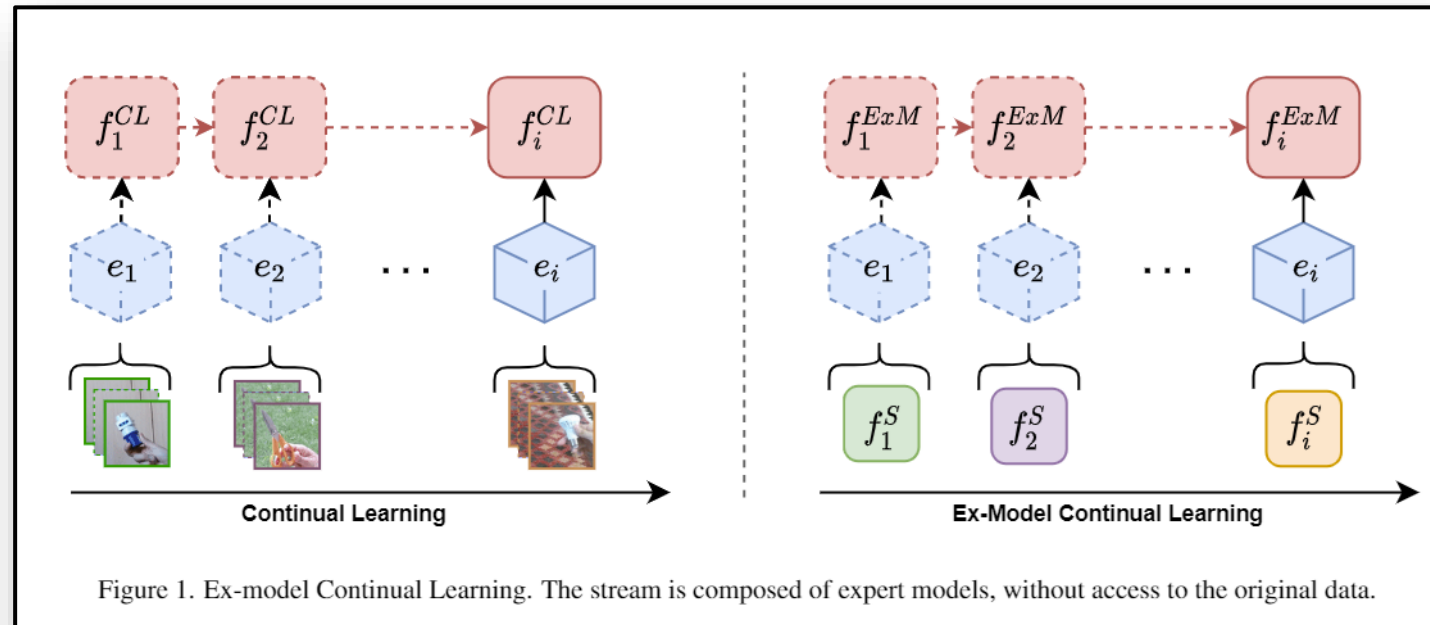 f_1^{CL} f_2^{CL} f_i^{CL} f_1^{ExM} f_2^{ExM} f_i^{ExM}
e_1 e_2 ··· e_i e_1 e_2 ··· e_i
f_1^S f_2^S f_i^S
Continual Learning Ex-Model Continual Learning
Figure 1. Ex-model Continual Learning. The stream is composed of expert models, without access to the original data.